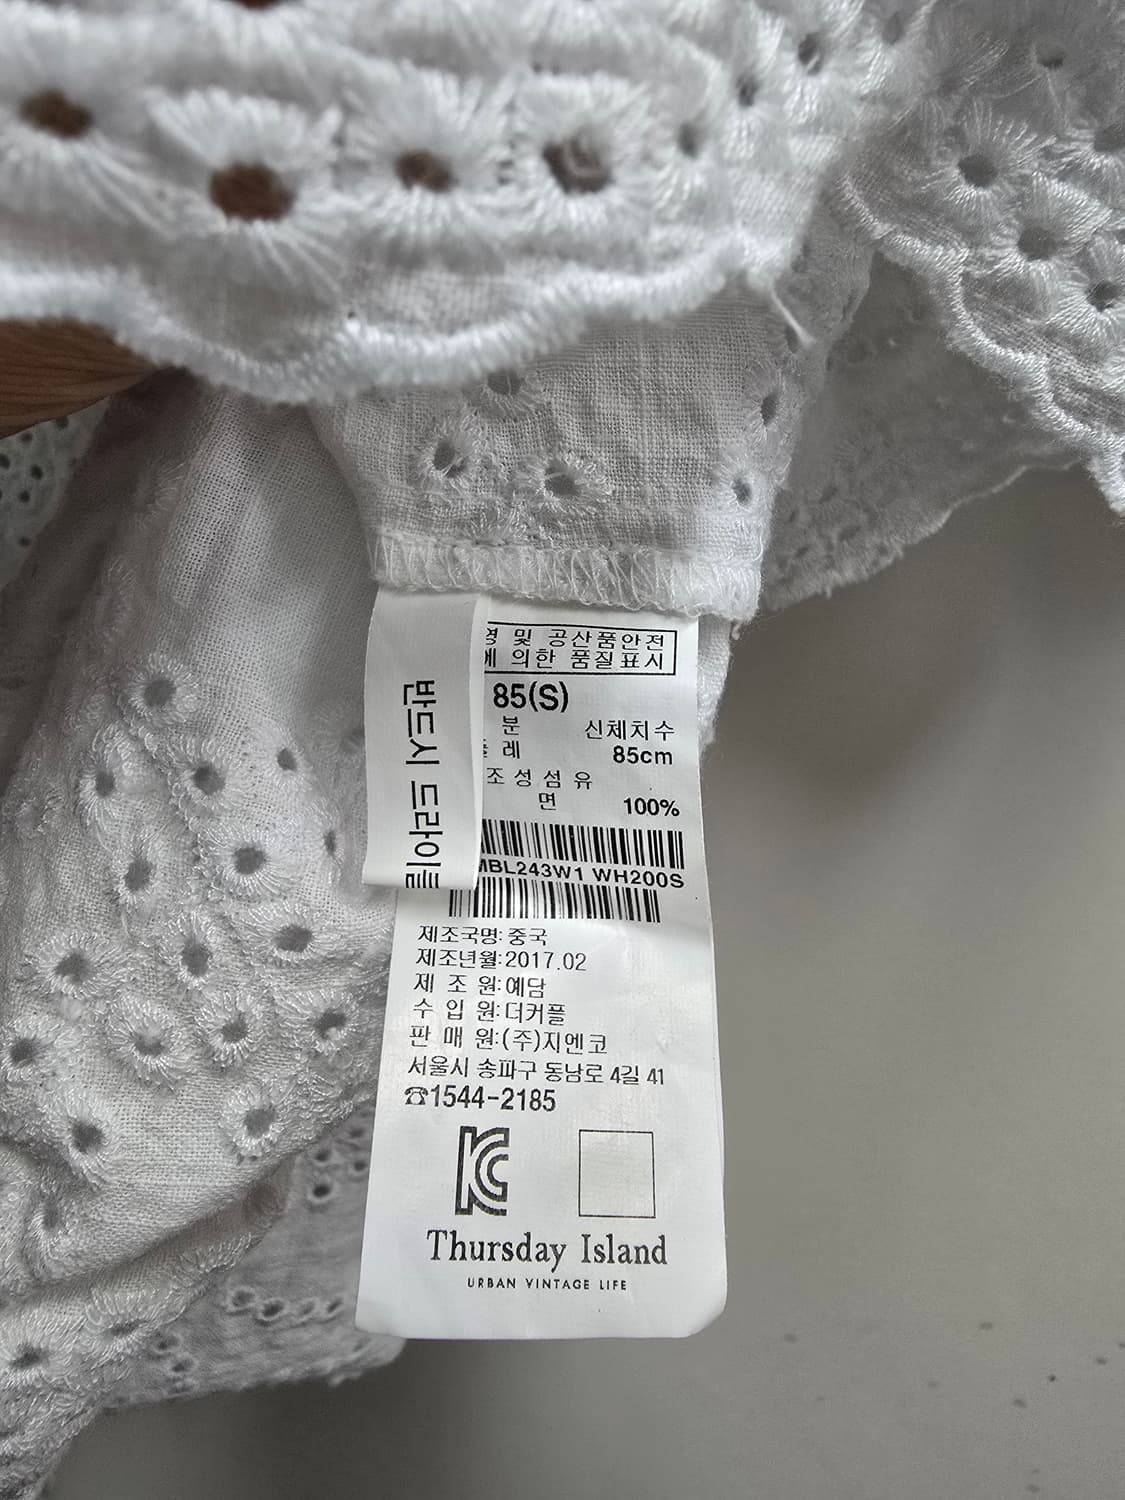 반드시 드라이클
영 및 공산품안전
에 의한 품질표시
85(S)
분 신체치수
레 85cm
조성섬유
면 100%
MBL243W1 WH200S
제조국명:중국
제조년월:2017.02
제 조 원:예담
수 입 원:더커플
판 매 원:(주)지엔코
서울시 송파구 동남로 4길 41
☎1544-2185
KC
Thursday Island
URBAN VINTAGE LIFE